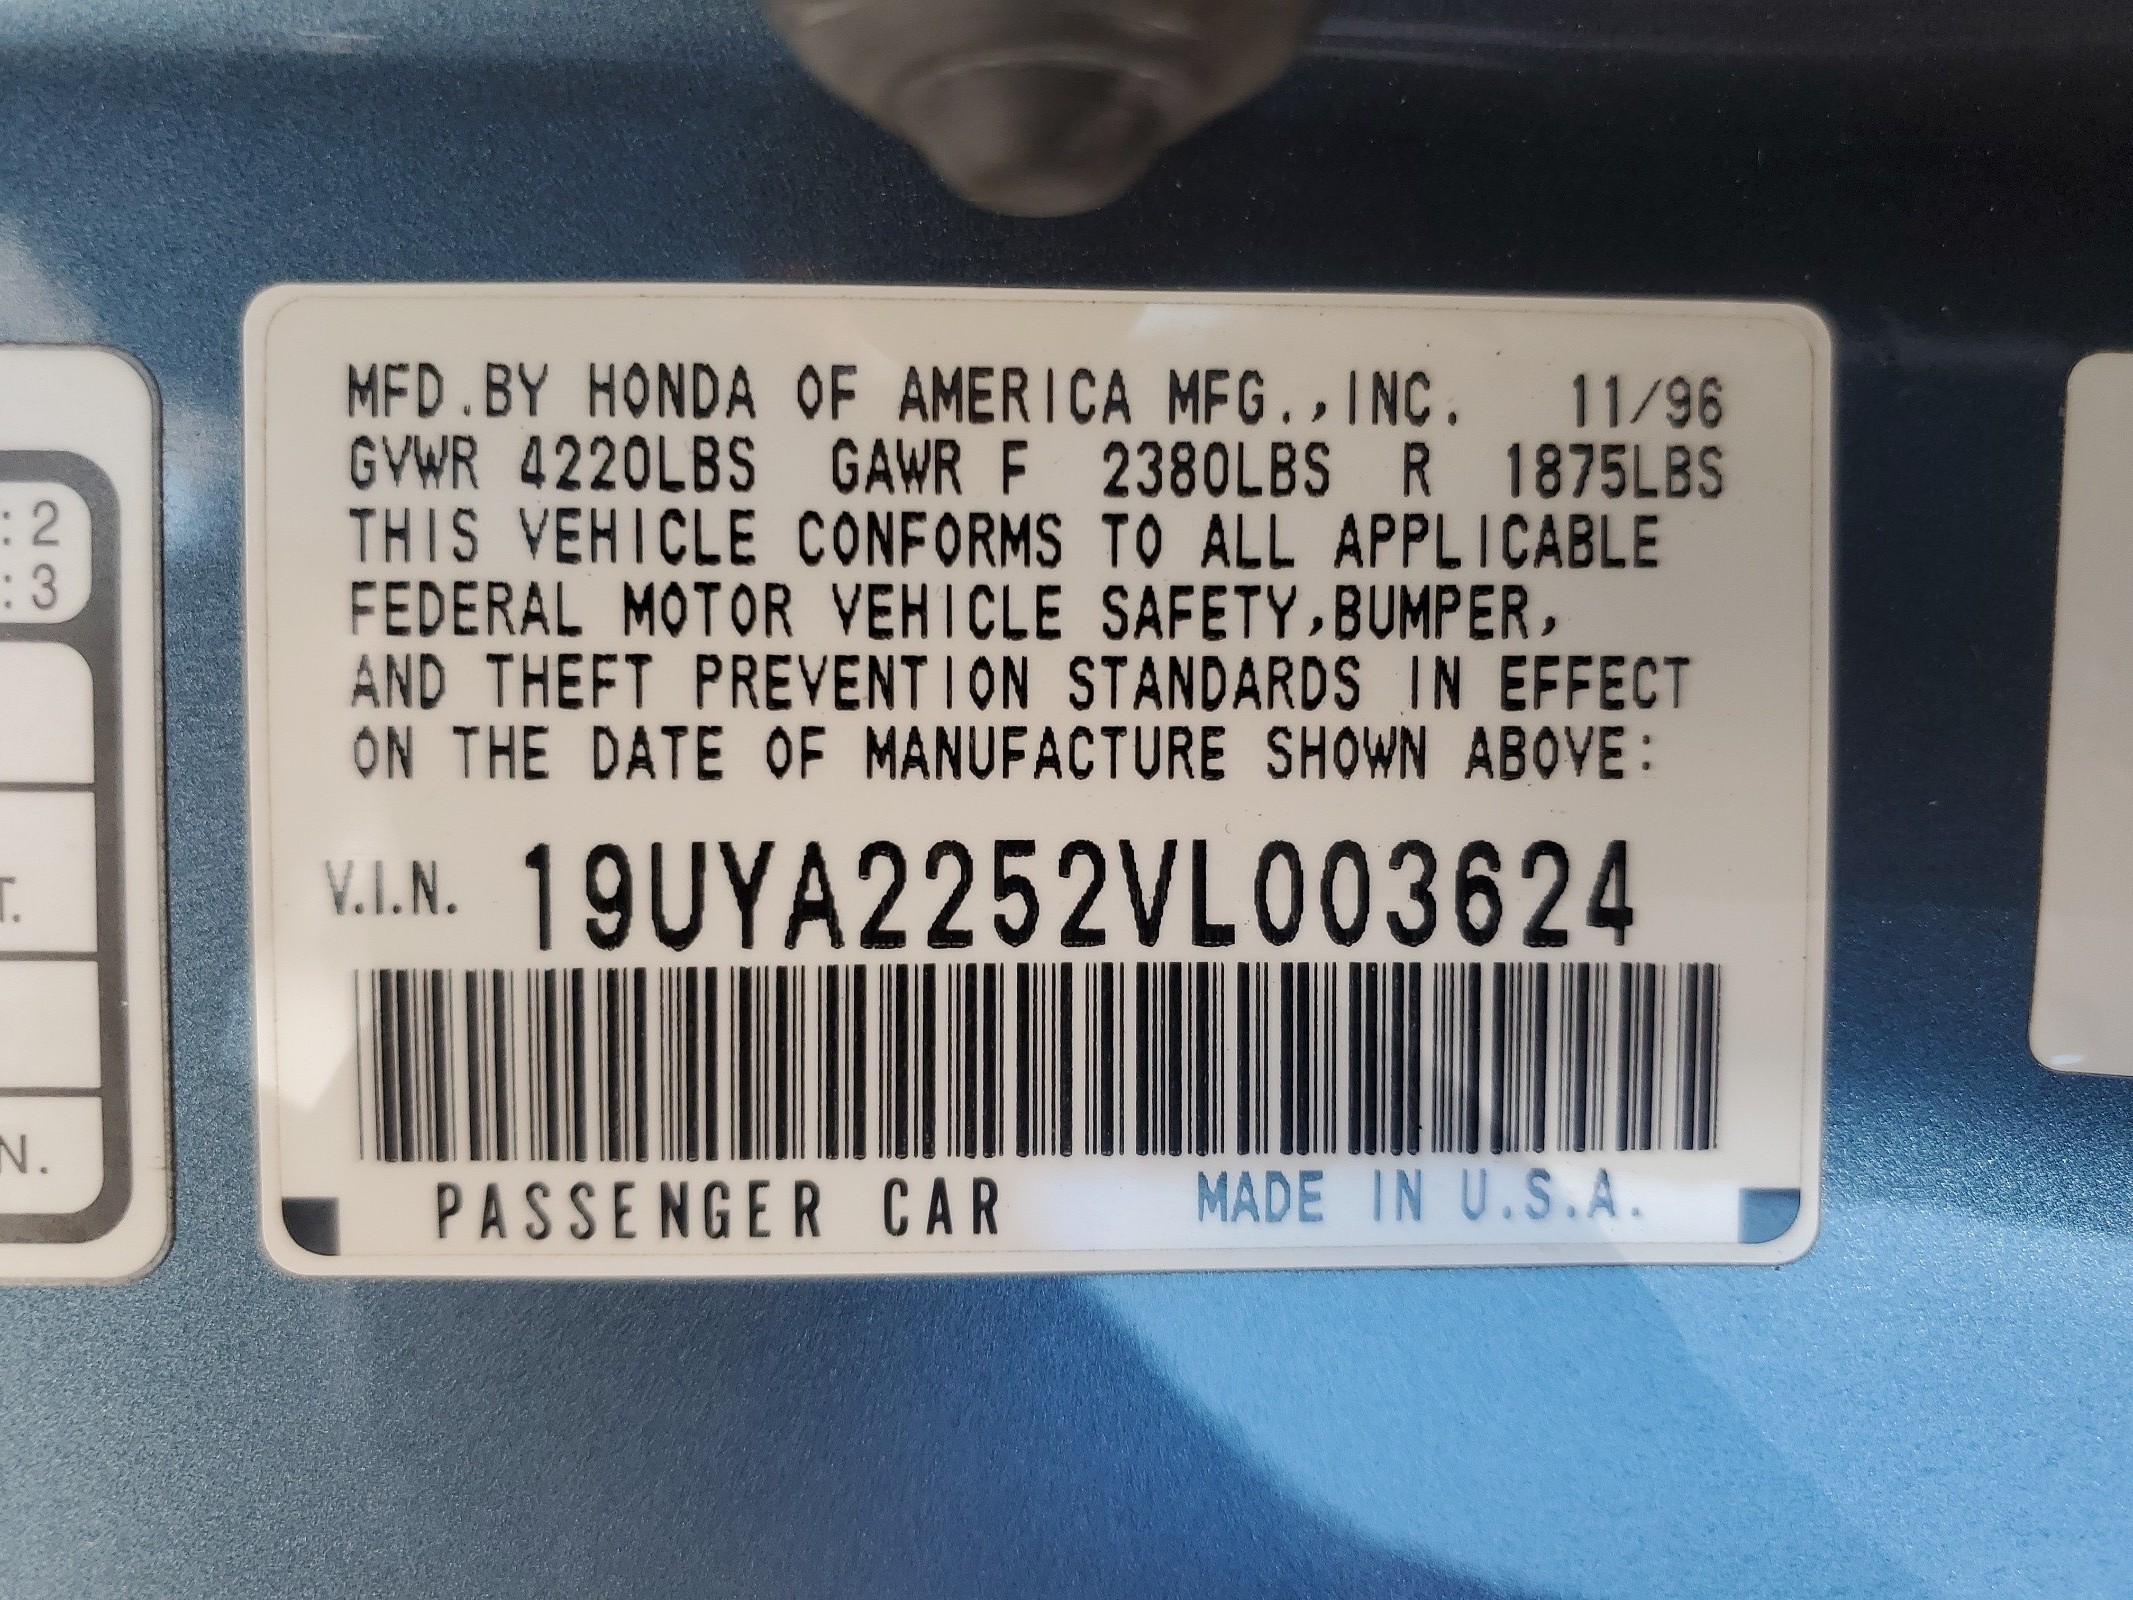 MFD.BY HONDA OF AMERICA MFG.,INC. 11/96
GVWR 4220LBS GAWR F 2380LBS R 1875LBS
THIS VEHICLE CONFORMS TO ALL APPLICABLE
FEDERAL MOTOR VEHICLE SAFETY,BUMPER,
AND THEFT PREVENTION STANDARDS IN EFFECT
ON THE DATE OF MANUFACTURE SHOWN ABOVE:
V.I.N. 19UYA2252VL003624
PASSENGER CAR MADE IN U.S.A.
:2
:3
T.
N.